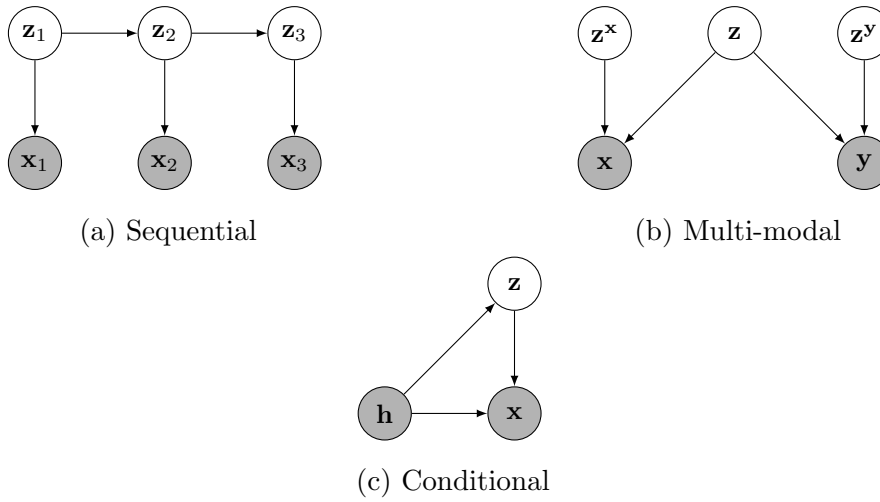 z₁ z₂ z₃ zˣ z zʸ
x₁ x₂ x₃ x y
(a) Sequential (b) Multi-modal
z
h x
(c) Conditional